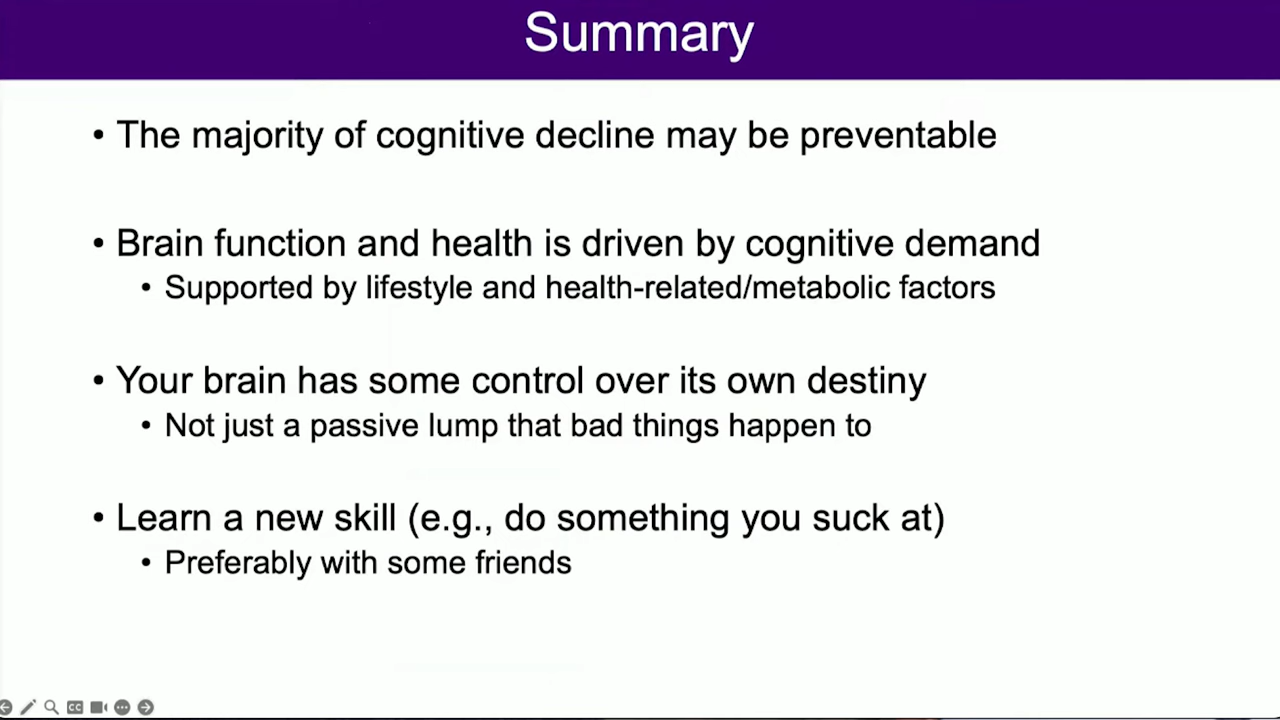 Summary
• The majority of cognitive decline may be preventable
• Brain function and health is driven by cognitive demand
• Supported by lifestyle and health-related/metabolic factors
• Your brain has some control over its own destiny
• Not just a passive lump that bad things happen to
• Learn a new skill (e.g., do something you suck at)
• Preferably with some friends
CC